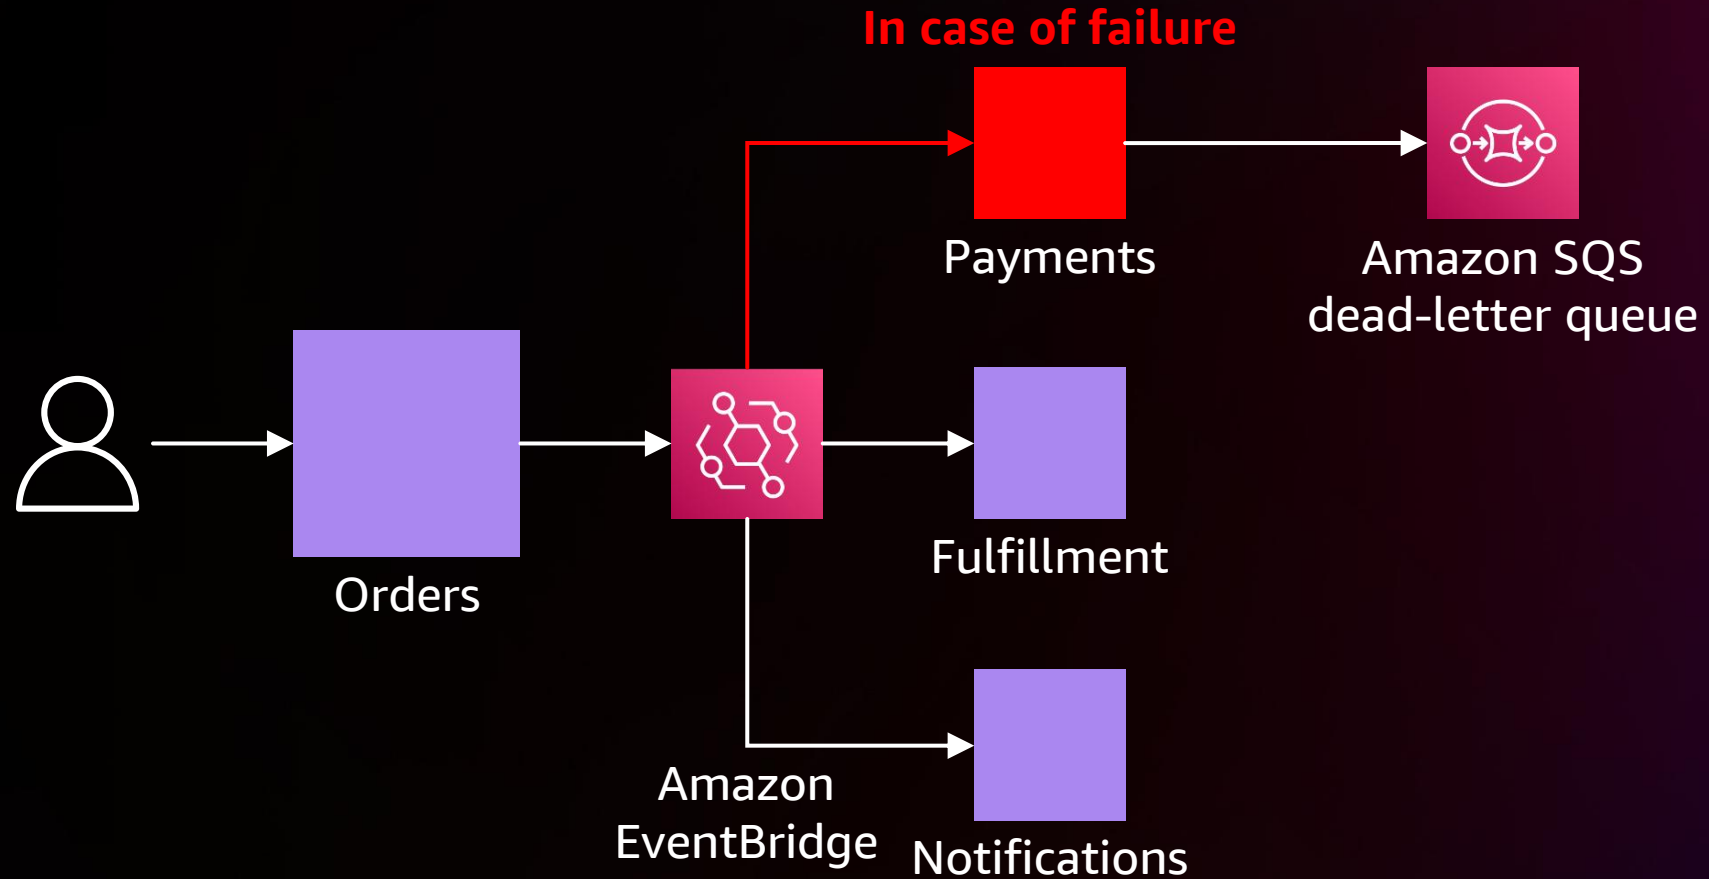 In case of failure
Payments
Amazon SQS
dead-letter queue
Orders
Fulfillment
Amazon
EventBridge
Notifications